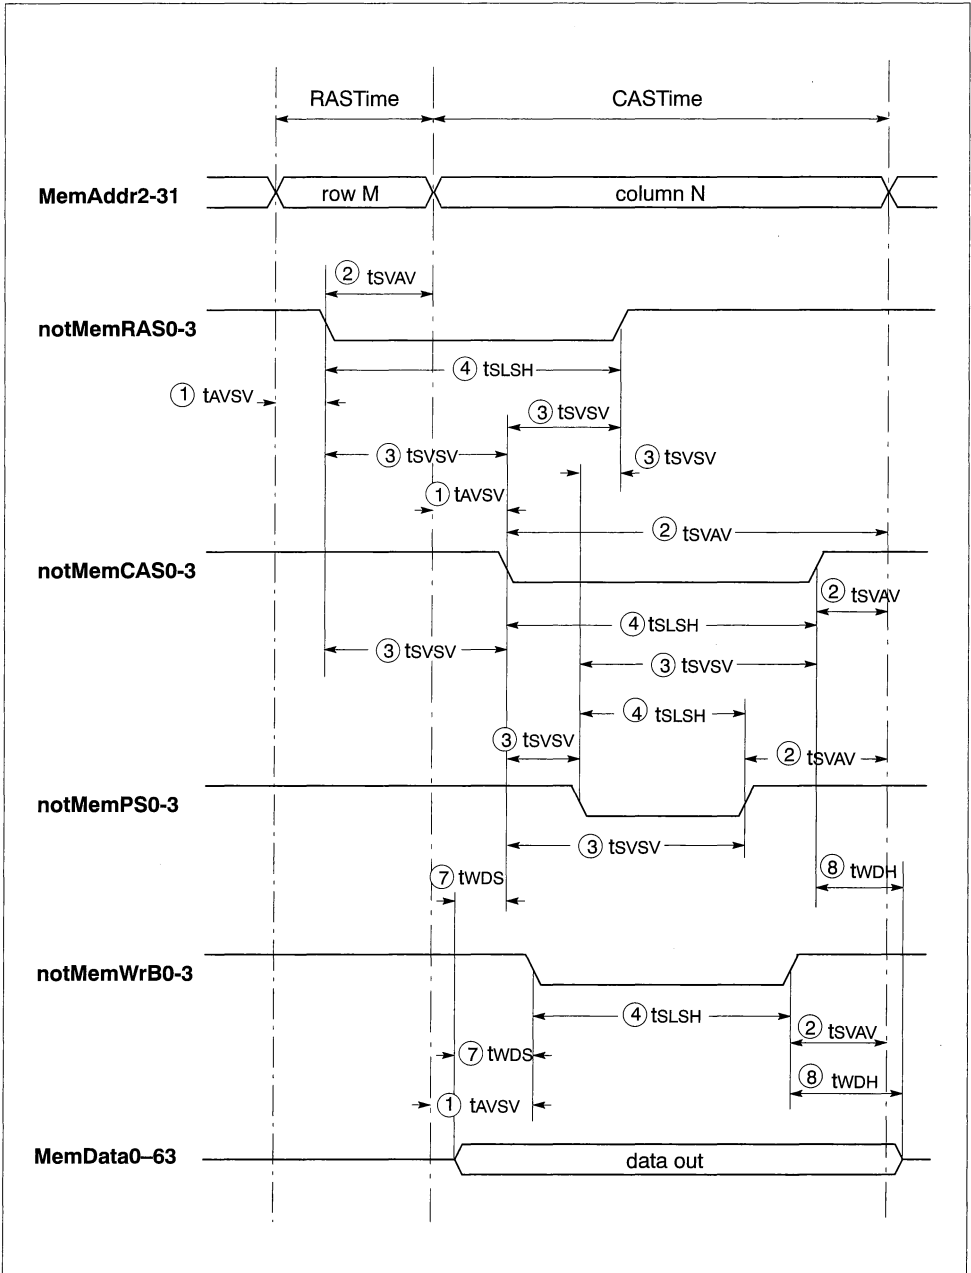 RASTime CASTime
MemAddr2-31 row M column N
② tSVAV
notMemRAS0-3
④ tSLSH
① tAVSV
③ tSVSV
③ tSVSV ③ tSVSV
① tAVSV
② tSVAV
notMemCAS0-3
② tSVAV
④ tSLSH
③ tSVSV
③ tSVSV
④ tSLSH
③ tSVSV
② tSVAV
notMemPS0-3
③ tSVSV
⑧ tWDH
⑦ tWDS
notMemWrB0-3
④ tSLSH
② tSVAV
⑦ tWDS
⑧ tWDH
① tAVSV
MemData0–63 data out